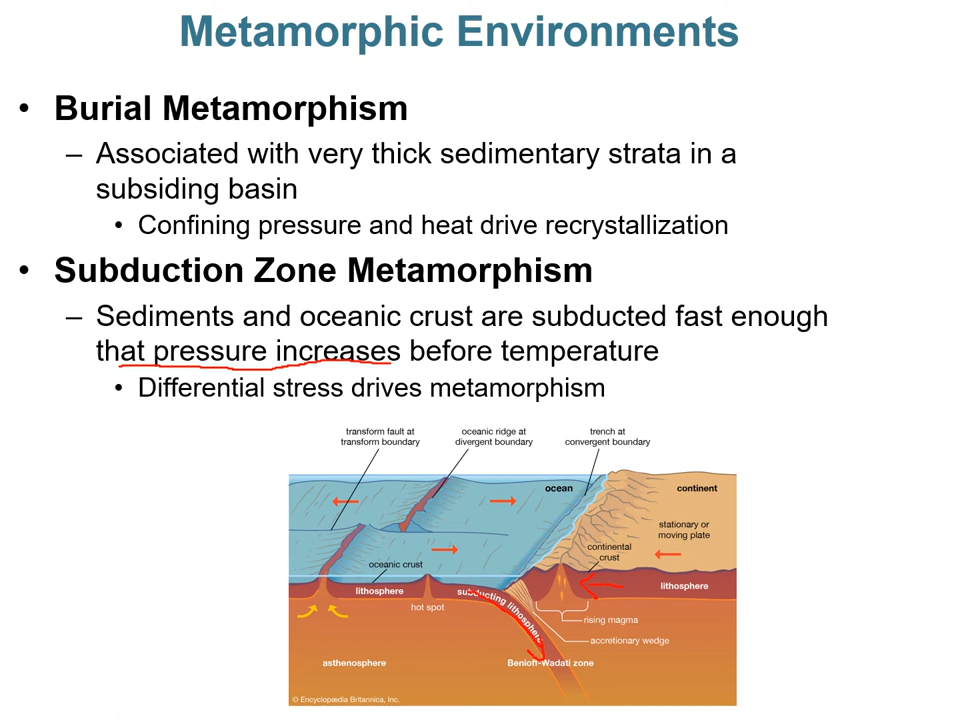 Metamorphic Environments
• Burial Metamorphism
– Associated with very thick sedimentary strata in a
subsiding basin
• Confining pressure and heat drive recrystallization
• Subduction Zone Metamorphism
– Sediments and oceanic crust are subducted fast enough
that pressure increases before temperature
• Differential stress drives metamorphism
transform fault at
transform boundary
oceanic ridge at
divergent boundary
trench at
convergent boundary
ocean
continent
stationary or
moving plate
continental
crust
oceanic crust
lithosphere
subducting lithosphere
lithosphere
hot spot
rising magma
accretionary wedge
asthenosphere
Benioff-Wadati zone
© Encyclopædia Britannica, Inc.